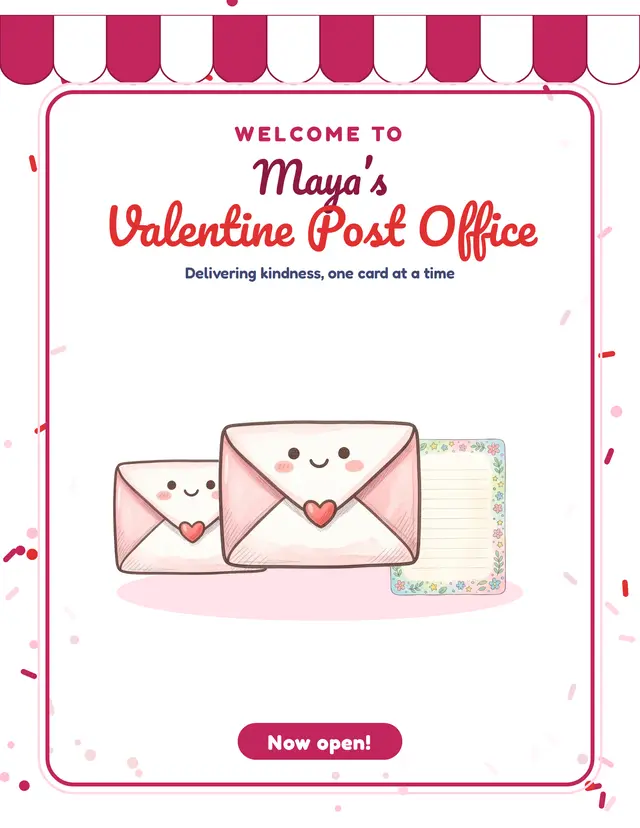 WELCOME TO
Maya's
Valentine Post Office
Delivering kindness, one card at a time
Now open!